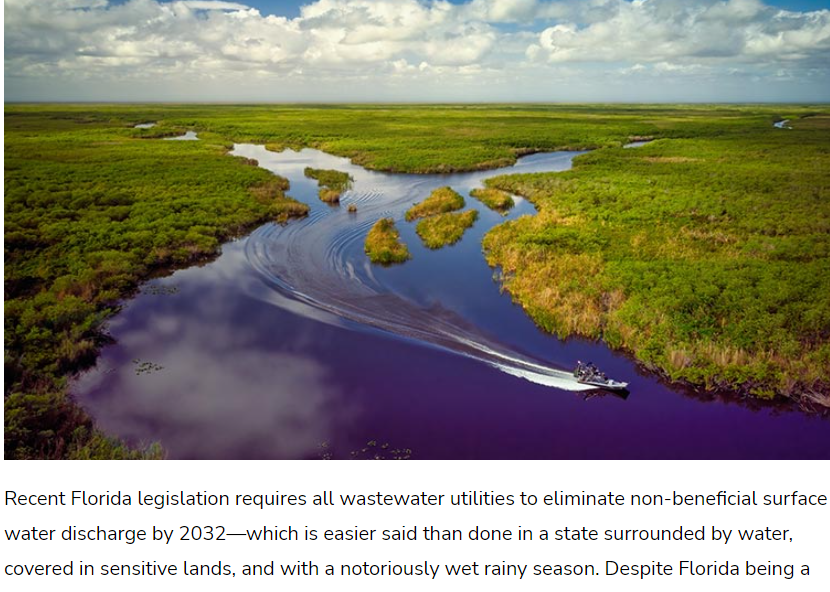 Recent Florida legislation requires all wastewater utilities to eliminate non-beneficial surface
water discharge by 2032—which is easier said than done in a state surrounded by water,
covered in sensitive lands, and with a notoriously wet rainy season. Despite Florida being a